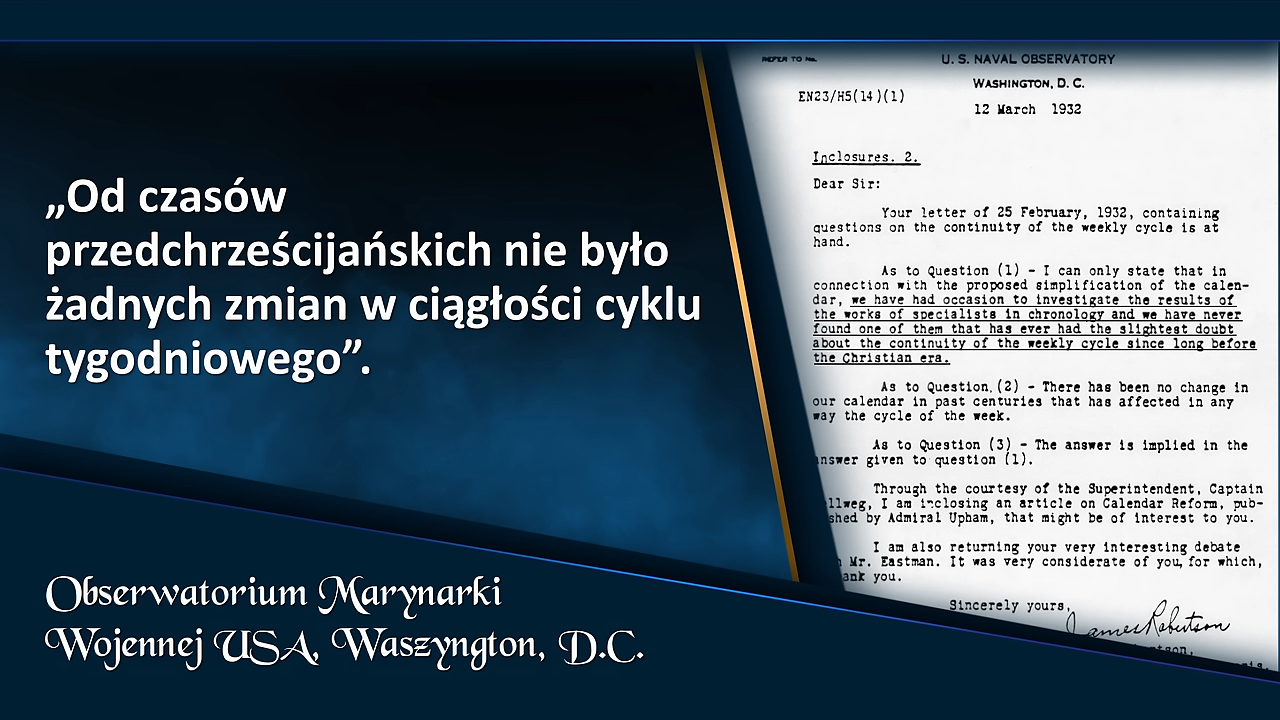 „Od czasów
przedchrześcijańskich nie było
żadnych zmian w ciągłości cyklu
tygodniowego”.
Obserwatorium Marynarki
Wojennej USA, Waszyngton, D.C.
REFER TO No.
U. S. NAVAL OBSERVATORY
WASHINGTON, D. C.
EN23/H5(14)(1)
12 March 1932
Inclosures. 2.
Dear Sir:
Your letter of 25 February, 1932, containing
questions on the continuity of the weekly cycle is at
hand.
As to Question (1) - I can only state that in
connection with the proposed simplification of the calen-
dar, we have had occasion to investigate the results of
the works of specialists in chronology and we have never
found one of them that has ever had the slightest doubt
about the continuity of the weekly cycle since long before
the Christian era.
As to Question (2) - There has been no change in
our calendar in past centuries that has affected in any
way the cycle of the week.
As to Question (3) - The answer is implied in the
answer given to question (1).
Through the courtesy of the Superintendent, Captain
llweg, I am inclosing an article on Calendar Reform, pub-
shed by Admiral Upham, that might be of interest to you.
I am also returning your very interesting debate
Mr. Eastman. It was very considerate of you, for which,
ank you.
Sincerely yours,
James Robertson